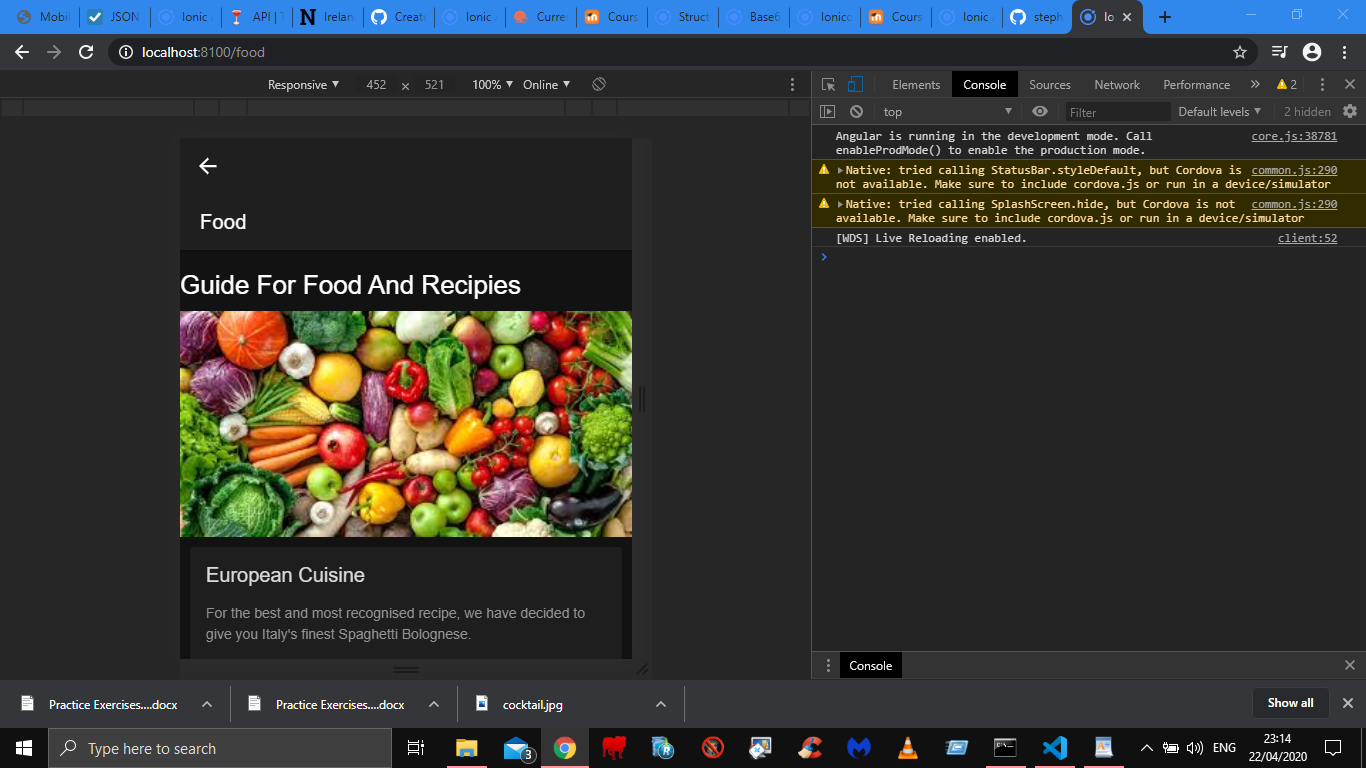 Mobil
JSON
Ionic
API | T
Irelan
Create
Ionic
Curre
Cours
Struct
Base6
Ionico
Cours
Ionic
steph
Io
localhost:8100/food
Responsive
452 × 521
100%
Online
Elements
Console
Sources
Network
Performance
2
top
Filter
Default levels
2 hidden
Angular is running in the development mode. Call core.js:38781
enableProdMode() to enable the production mode.
Native: tried calling StatusBar.styleDefault, but Cordova is common.js:290
not available. Make sure to include cordova.js or run in a device/simulator
Native: tried calling SplashScreen.hide, but Cordova is not common.js:290
available. Make sure to include cordova.js or run in a device/simulator
[WDS] Live Reloading enabled. client:52
Food
Guide For Food And Recipies
European Cuisine
For the best and most recognised recipe, we have decided to
give you Italy's finest Spaghetti Bolognese.
Console
Practice Exercises....docx
Practice Exercises....docx
cocktail.jpg
Show all
Type here to search
3
ENG
23:14
22/04/2020